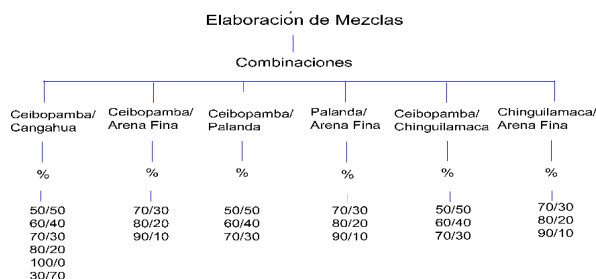 Elaboración de Mezclas
Combinaciones
Ceibopamba/
Cangahua
%
50/50
60/40
70/30
80/20
100/0
30/70
Ceibopamba/
Arena Fina
%
70/30
80/20
90/10
Ceibopamba/
Palanda
%
50/50
60/40
70/30
Palanda/
Arena Fina
%
70/30
80/20
90/10
Ceibopamba/
Chinguilamaca
%
50/50
60/40
70/30
Chinguilamaca/
Arena Fina
%
70/30
80/20
90/10